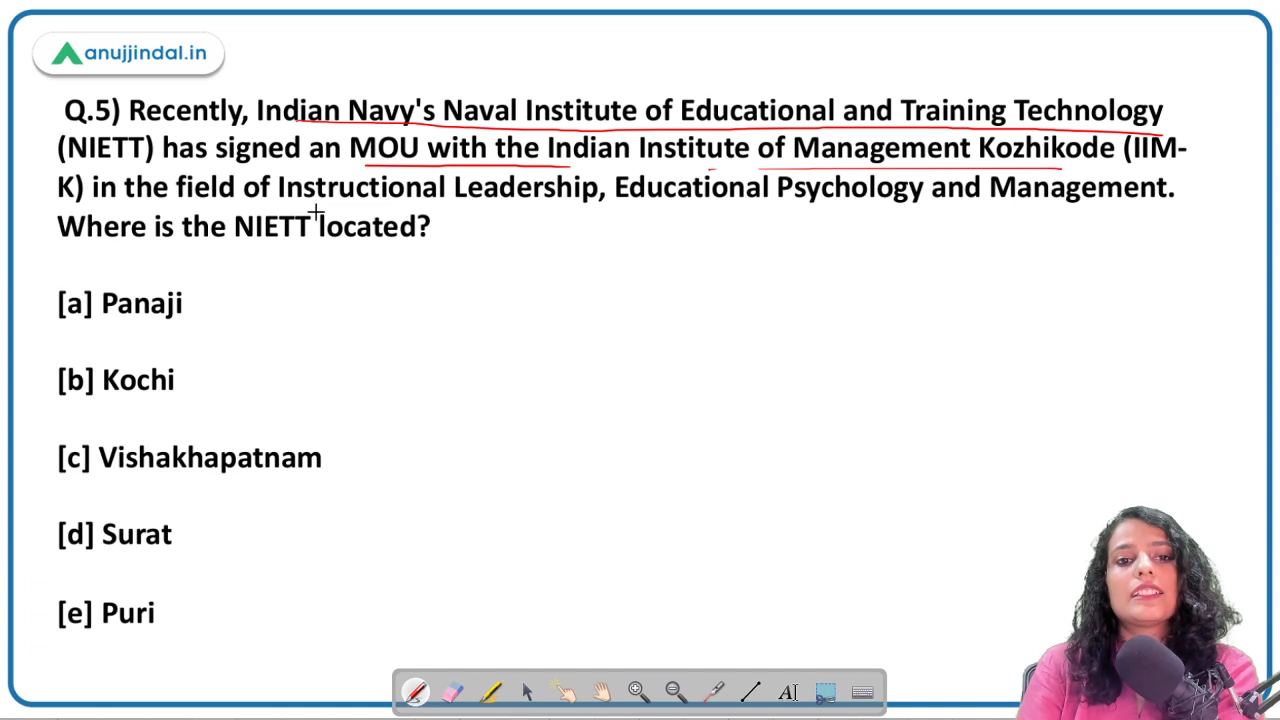 anujjindal.in
Q.5) Recently, Indian Navy's Naval Institute of Educational and Training Technology
(NIETT) has signed an MOU with the Indian Institute of Management Kozhikode (IIM-
K) in the field of Instructional Leadership, Educational Psychology and Management.
Where is the NIETT located?
[a] Panaji
[b] Kochi
[c] Vishakhapatnam
[d] Surat
[e] Puri
A